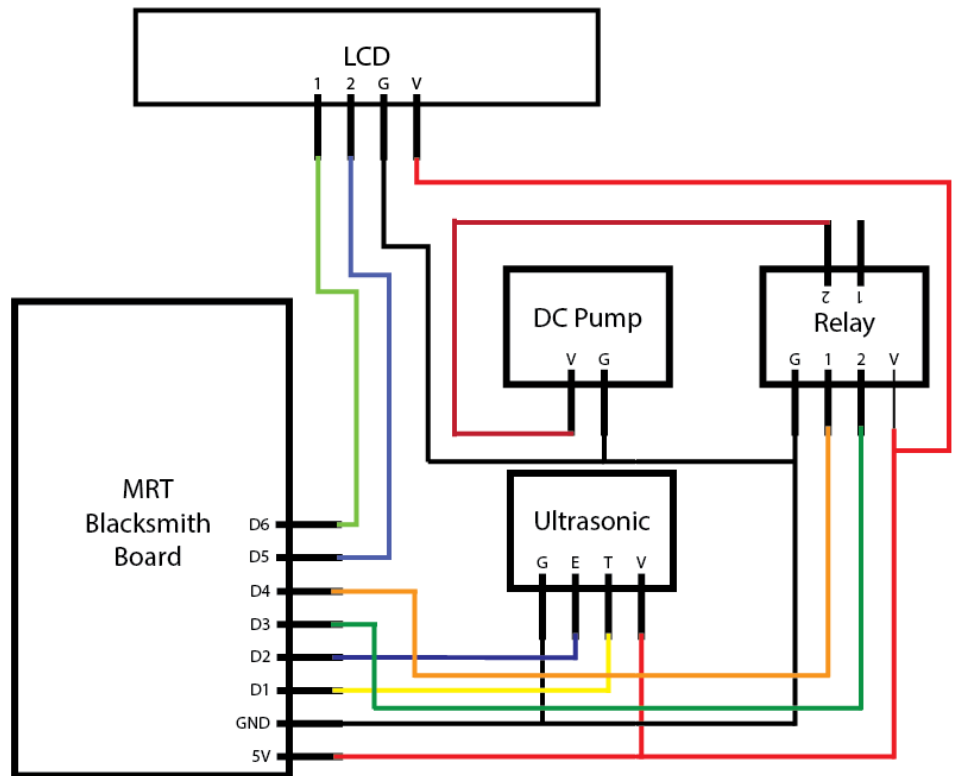 LCD
1 2 G V
2 1
DC Pump
Relay
V G
G 1 2 V
MRT
Blacksmith
Board
Ultrasonic
G E T V
D6
D5
D4
D3
D2
D1
GND
5V